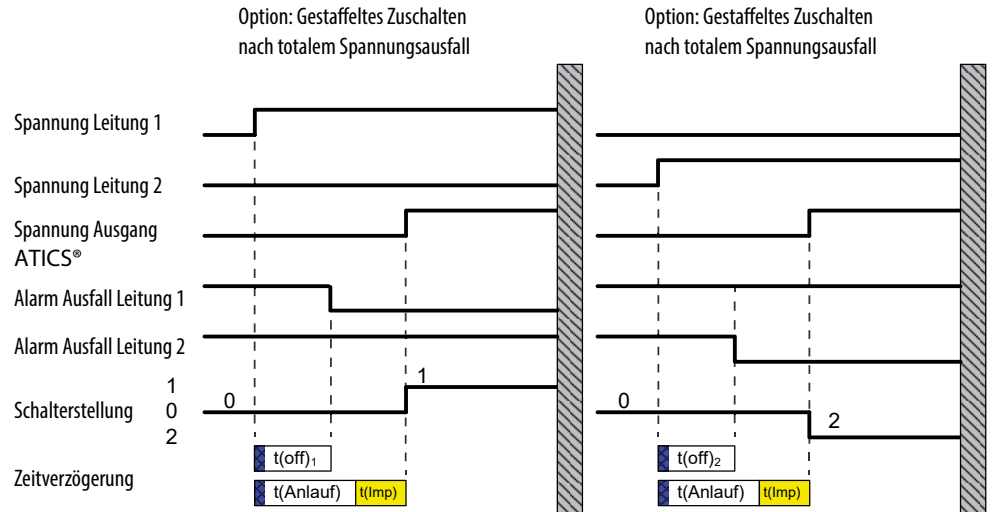 Option: Gestaffeltes Zuschalten
nach totalem Spannungsausfall
Option: Gestaffeltes Zuschalten
nach totalem Spannungsausfall
Spannung Leitung 1
Spannung Leitung 2
Spannung Ausgang
ATICS®
Alarm Ausfall Leitung 1
Alarm Ausfall Leitung 2
Schalterstellung
1
0
2
0
1
0
2
Zeitverzögerung
t(off)₁
t(Anlauf) t(Imp)
t(off)₂
t(Anlauf) t(Imp)